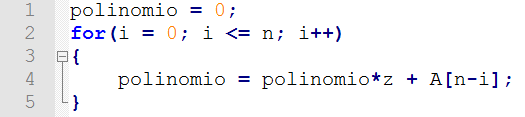 1 polinomio = 0;
2 for(i = 0; i <= n; i++)
3 {
4 polinomio = polinomio*z + A[n-i];
5 }